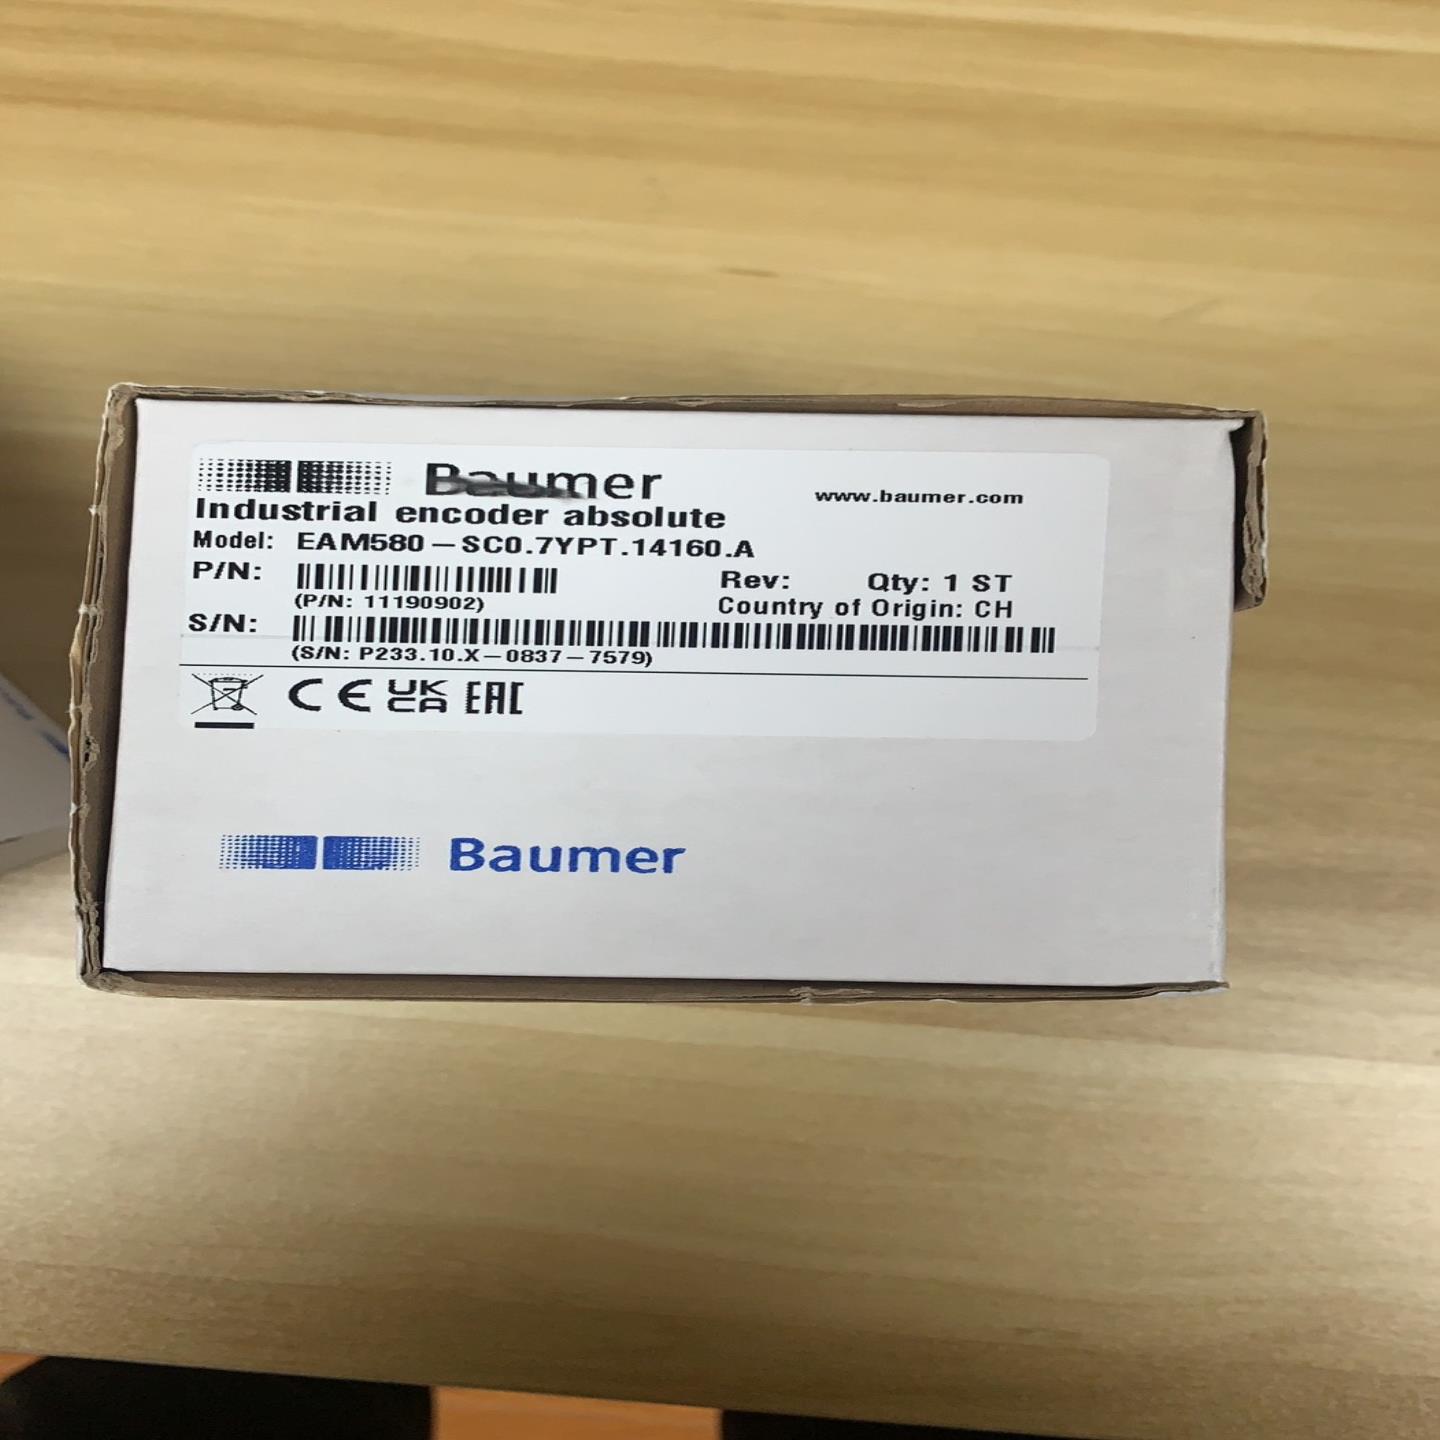 Baumer
www.baumer.com
Industrial encoder absolute
Model: EAM580-SC0.7YPT.14160.A
P/N:
Rev: Qty: 1 ST
(P/N: 11190902)
Country of Origin: CH
S/N:
(S/N: P233.10.X-0837-7579)
CE UK CA EAC
Baumer